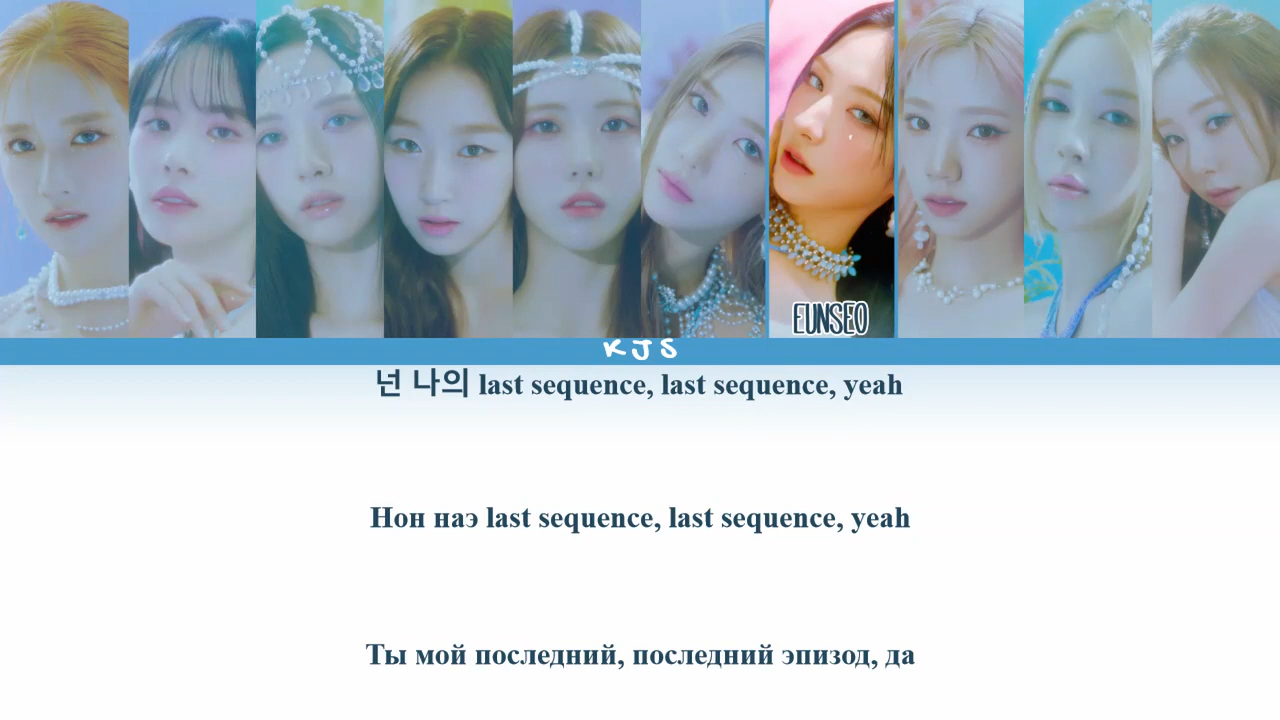 EUNSEO
KJS
넌 나의 last sequence, last sequence, yeah
Нон наэ last sequence, last sequence, yeah
Ты мой последний, последний эпизод, да